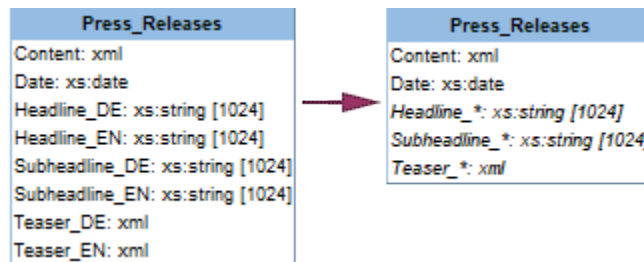 Press_Releases
Content: xml
Date: xs:date
Headline_DE: xs:string [1024]
Headline_EN: xs:string [1024]
Subheadline_DE: xs:string [1024]
Subheadline_EN: xs:string [1024]
Teaser_DE: xml
Teaser_EN: xml
Press_Releases
Content: xml
Date: xs:date
Headline_*: xs:string [1024]
Subheadline_*: xs:string [1024]
Teaser_*: xml